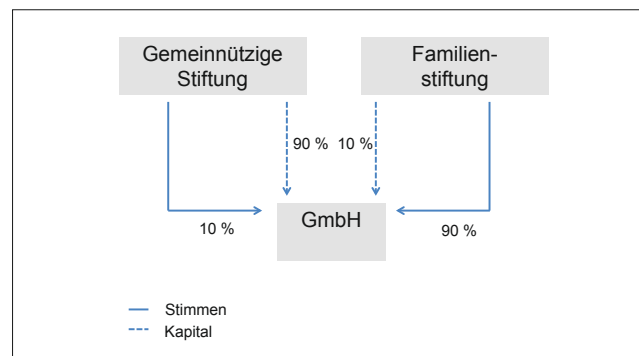 Gemeinnützige
Stiftung
Familien-
stiftung
90 %
10 %
GmbH
10 %
90 %
Stimmen
Kapital